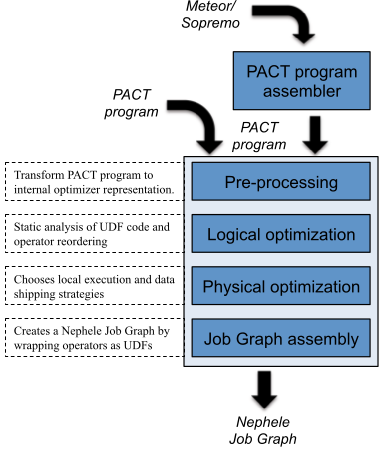 Meteor/
Sopremo
PACT program
assembler
PACT
program
PACT
program
Transform PACT program to
internal optimizer representation.
Pre-processing
Static analysis of UDF code and
operator reordering
Logical optimization
Chooses local execution and data
shipping strategies
Physical optimization
Creates a Nephele Job Graph by
wrapping operators as UDFs
Job Graph assembly
Nephele
Job Graph